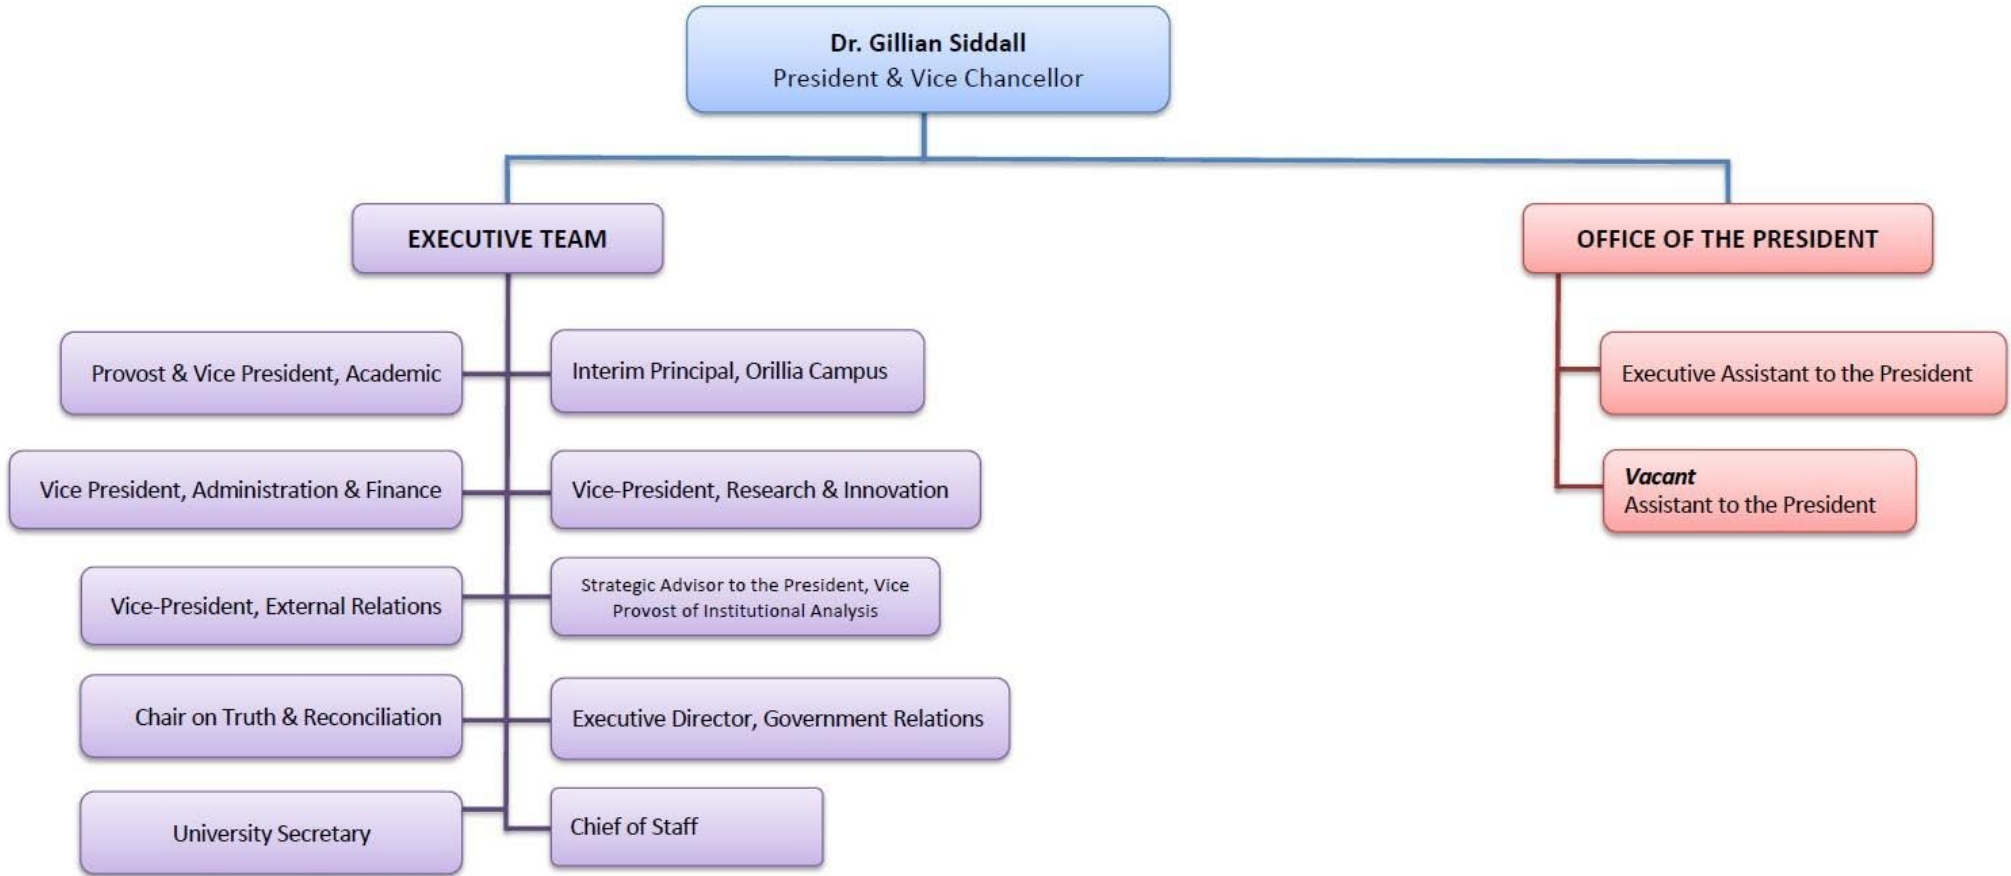 Dr. Gillian Siddall
President & Vice Chancellor
EXECUTIVE TEAM
OFFICE OF THE PRESIDENT
Provost & Vice President, Academic
Interim Principal, Orillia Campus
Vice President, Administration & Finance
Vice-President, Research & Innovation
Vice-President, External Relations
Strategic Advisor to the President, Vice
Provost of Institutional Analysis
Chair on Truth & Reconciliation
Executive Director, Government Relations
University Secretary
Chief of Staff
Executive Assistant to the President
Vacant
Assistant to the President